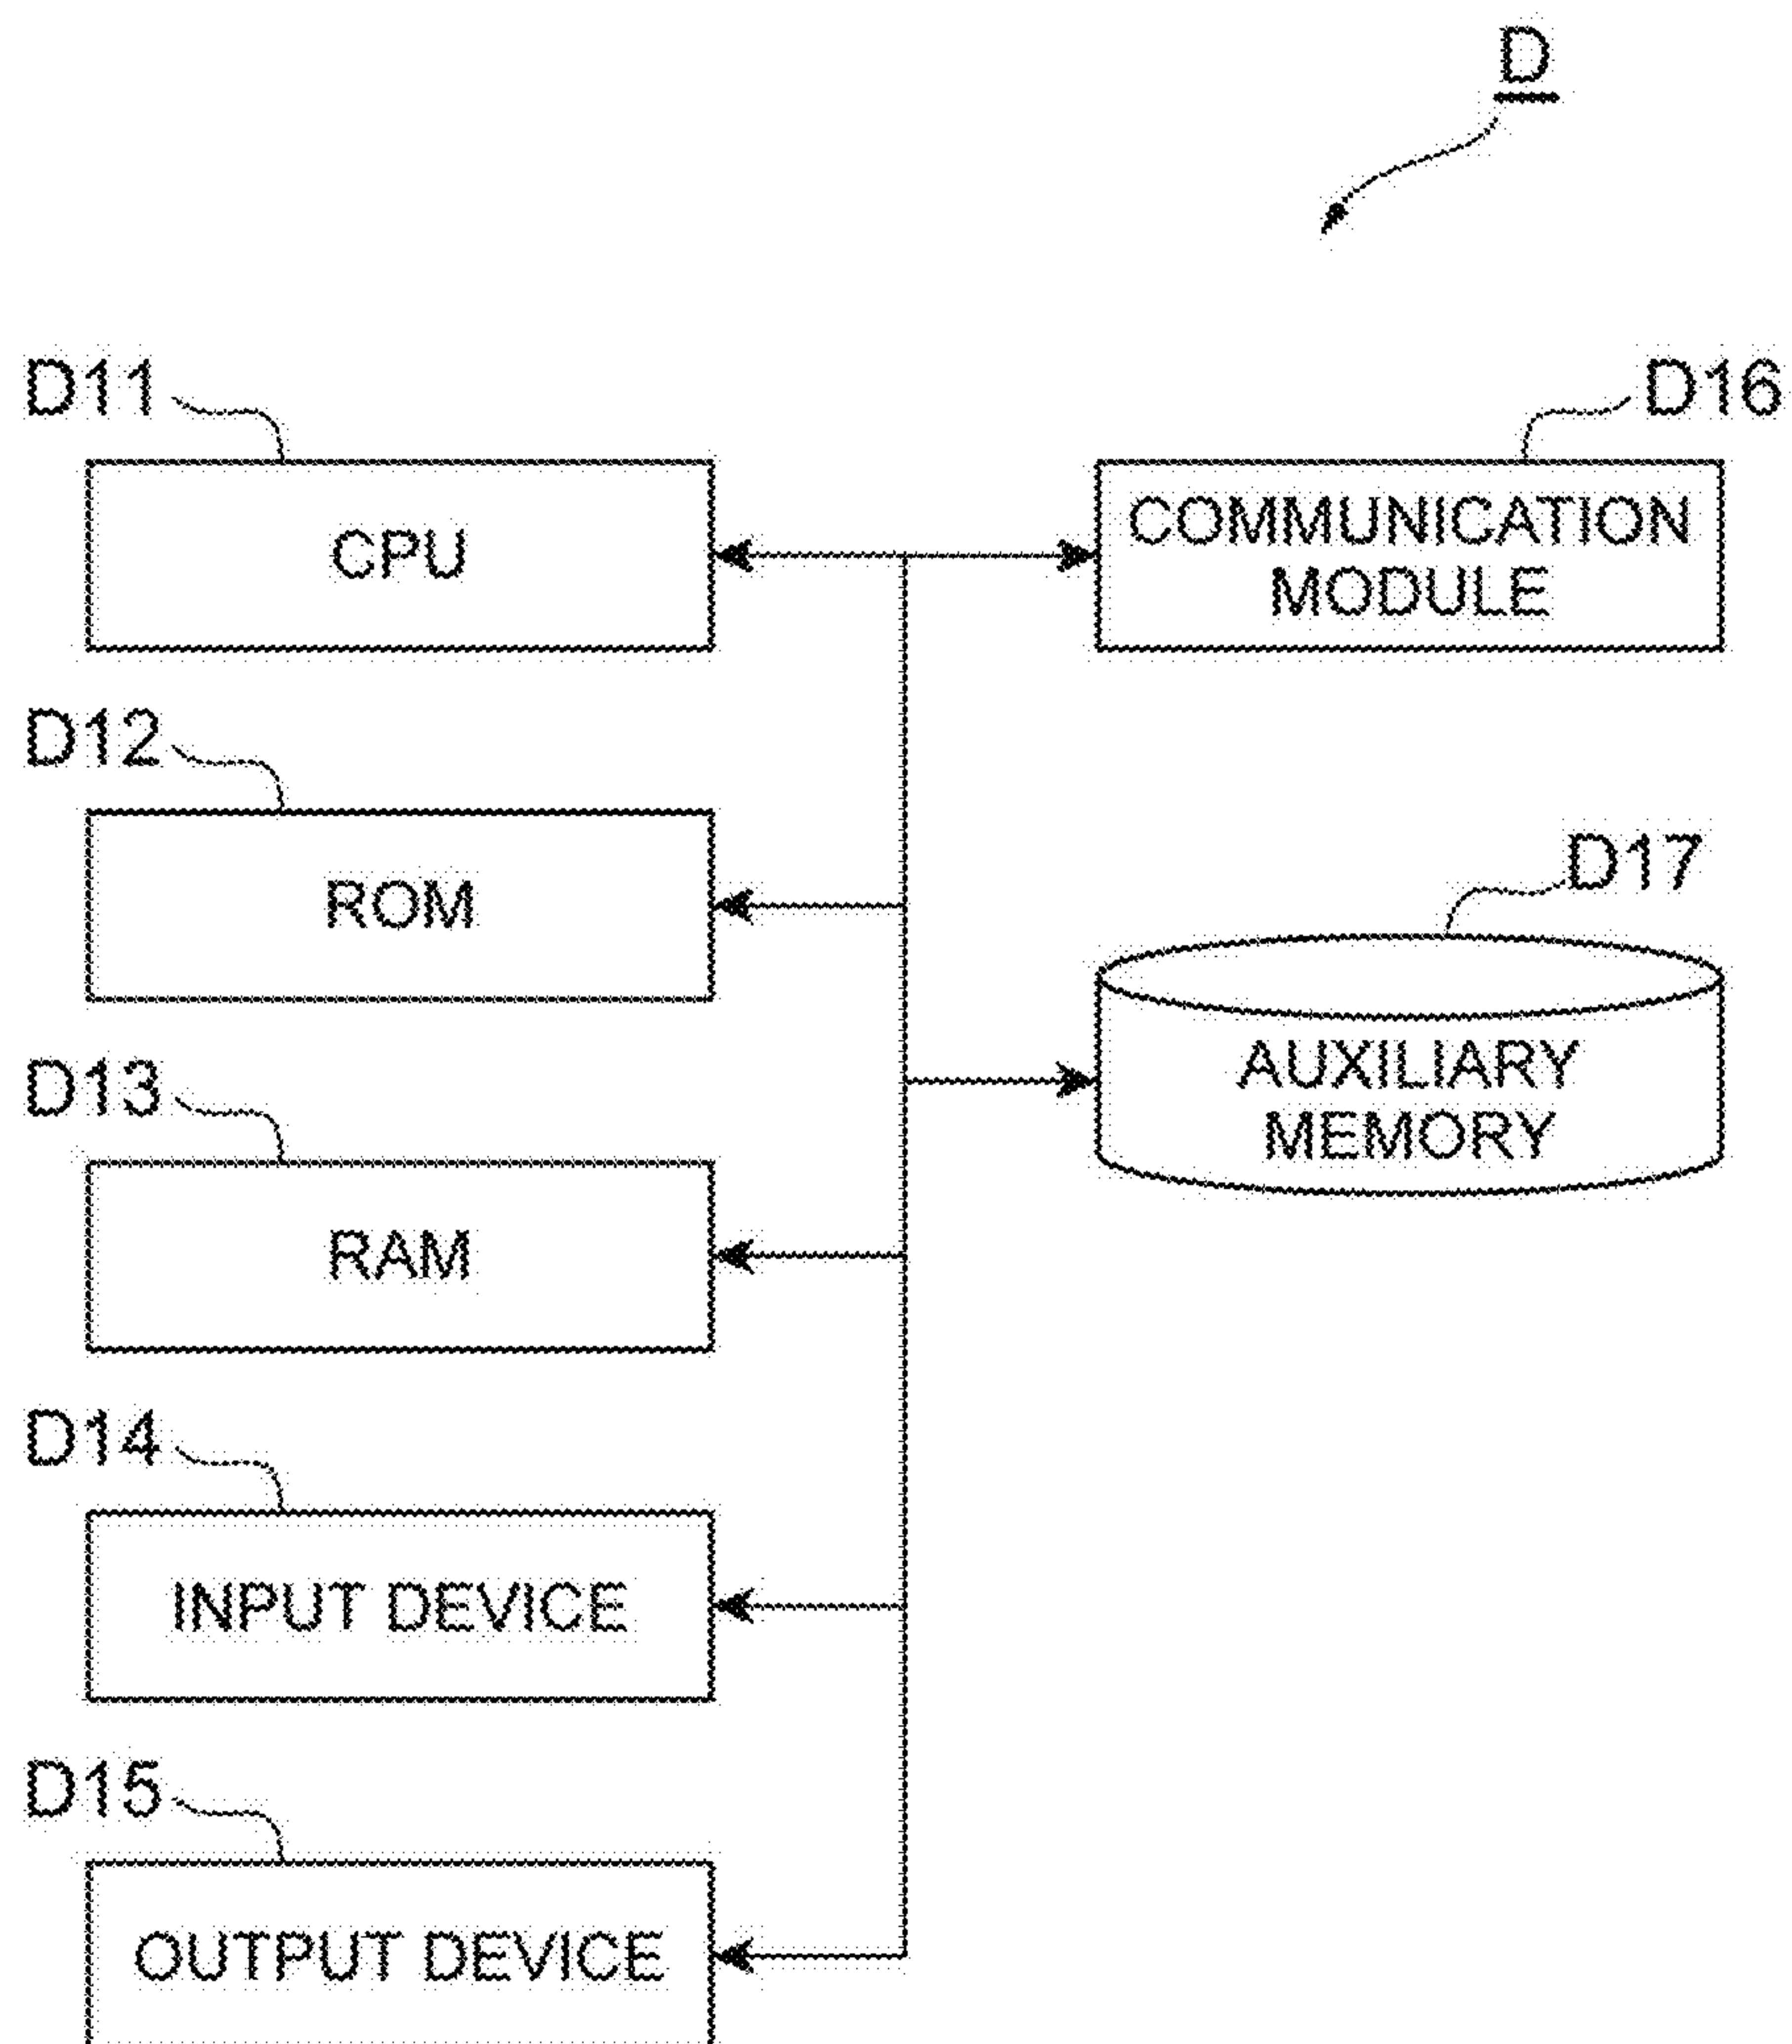 D
D11
CPU
D16
COMMUNICATION
MODULE
D12
ROM
D17
AUXILIARY
MEMORY
D13
RAM
D14
INPUT DEVICE
D15
OUTPUT DEVICE